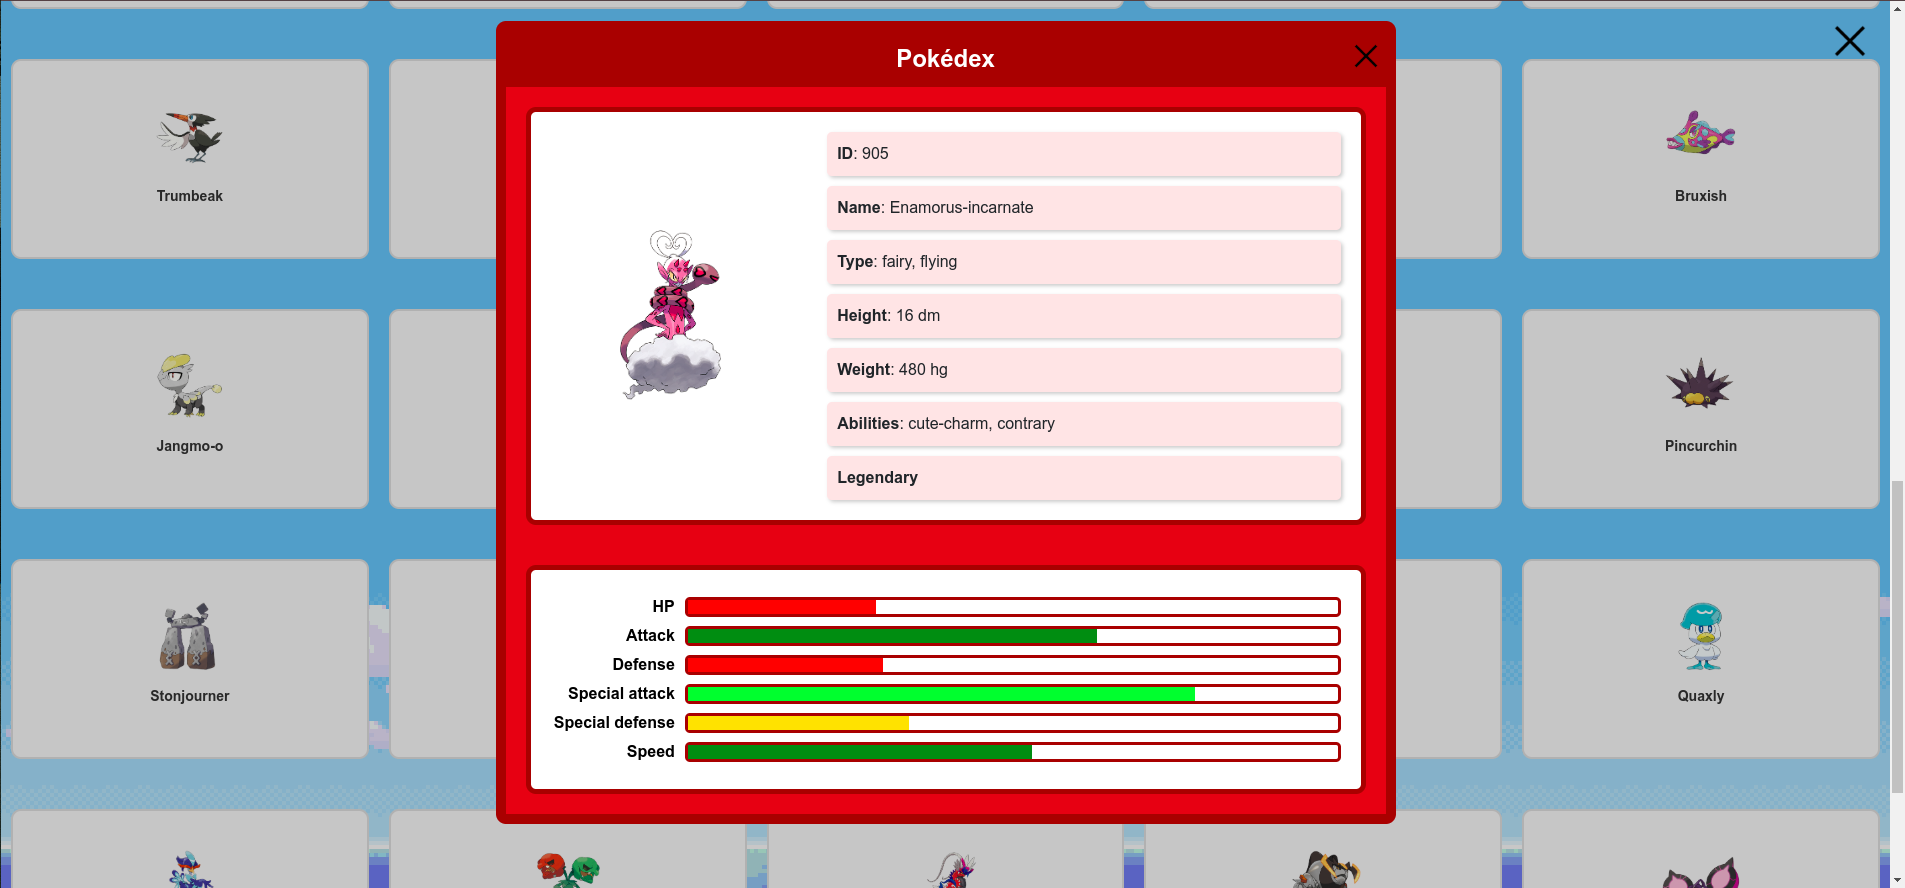 Pokédex
ID: 905
Name: Enamorus-incarnate
Type: fairy, flying
Height: 16 dm
Weight: 480 hg
Abilities: cute-charm, contrary
Legendary
HP
Attack
Defense
Special attack
Special defense
Speed
Trumbeak
Bruxish
Jangmo-o
Pincurchin
Stonjourner
Quaxly